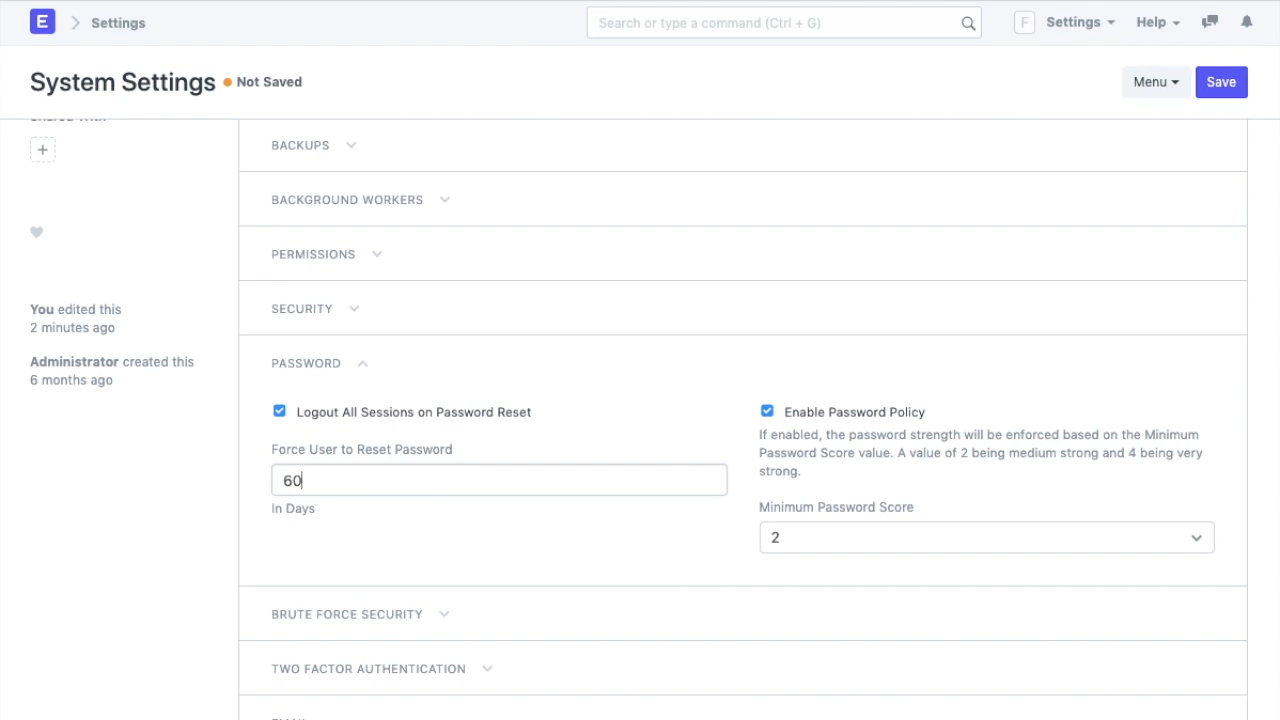 E
Settings
Search or type a command (Ctrl + G)
F
Settings
Help
System Settings
Not Saved
Menu
Save
Shared With
+
You edited this
2 minutes ago
Administrator created this
6 months ago
BACKUPS
BACKGROUND WORKERS
PERMISSIONS
SECURITY
PASSWORD
Logout All Sessions on Password Reset
Force User to Reset Password
60
In Days
Enable Password Policy
If enabled, the password strength will be enforced based on the Minimum
Password Score value. A value of 2 being medium strong and 4 being very
strong.
Minimum Password Score
2
BRUTE FORCE SECURITY
TWO FACTOR AUTHENTICATION